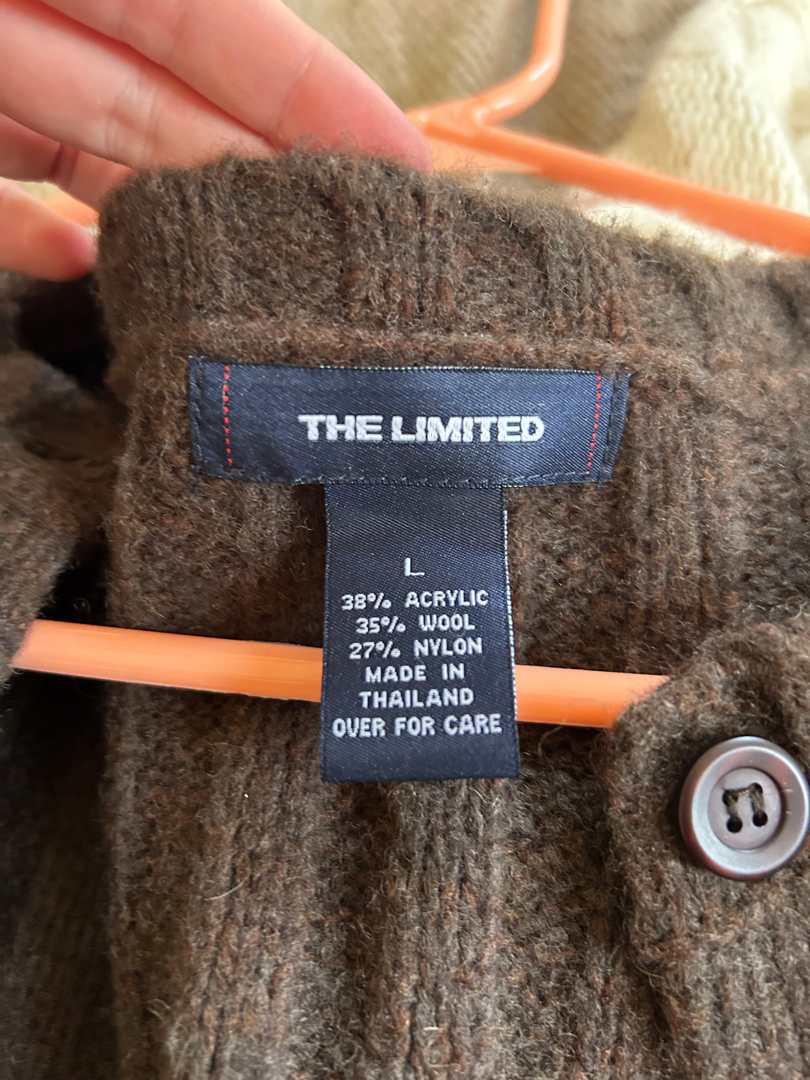 THE LIMITED
L
38% ACRYLIC
35% WOOL
27% NYLON
MADE IN
THAILAND
OVER FOR CARE